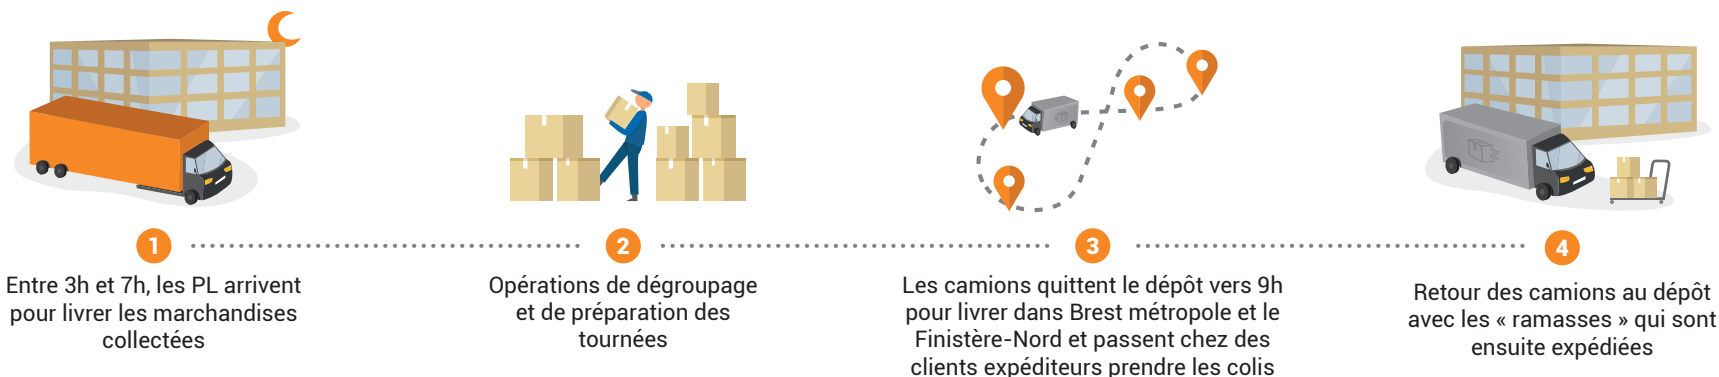 1
Entre 3h et 7h, les PL arrivent
pour livrer les marchandises
collectées
2
Opérations de dégroupage
et de préparation des
tournées
3
Les camions quittent le dépôt vers 9h
pour livrer dans Brest métropole et le
Finistère-Nord et passent chez des
clients expéditeurs prendre les colis
4
Retour des camions au dépôt
avec les « ramasses » qui sont
ensuite expédiées